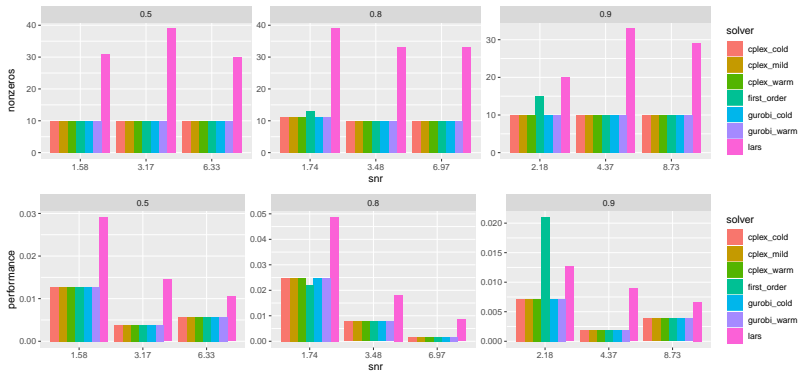 0.5
0.8
0.9
nonzeros
40
30
20
10
0
40
30
20
10
0
30
20
10
0
1.58 3.17 6.33
1.74 3.48 6.97
2.18 4.37 8.73
snr
solver
cplex_cold
cplex_mild
cplex_warm
first_order
gurobi_cold
gurobi_warm
lars
0.5
0.8
0.9
performance
0.03
0.02
0.01
0.00
0.05
0.04
0.03
0.02
0.01
0.00
0.020
0.015
0.010
0.005
0.000
1.58 3.17 6.33
1.74 3.48 6.97
2.18 4.37 8.73
snr
solver
cplex_cold
cplex_mild
cplex_warm
first_order
gurobi_cold
gurobi_warm
lars